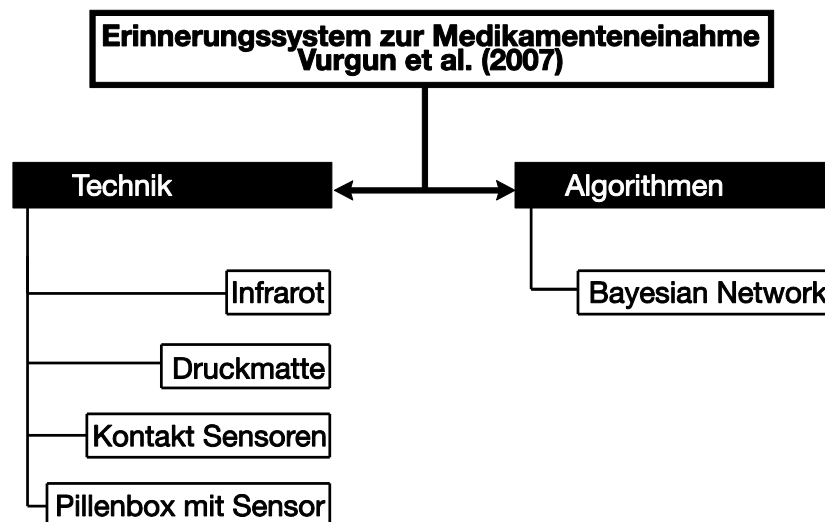 Erinnerungssystem zur Medikamenteneinahme
Vurgun et al. (2007)
Technik
Algorithmen
Infrarot
Bayesian Network
Druckmatte
Kontakt Sensoren
Pillenbox mit Sensor